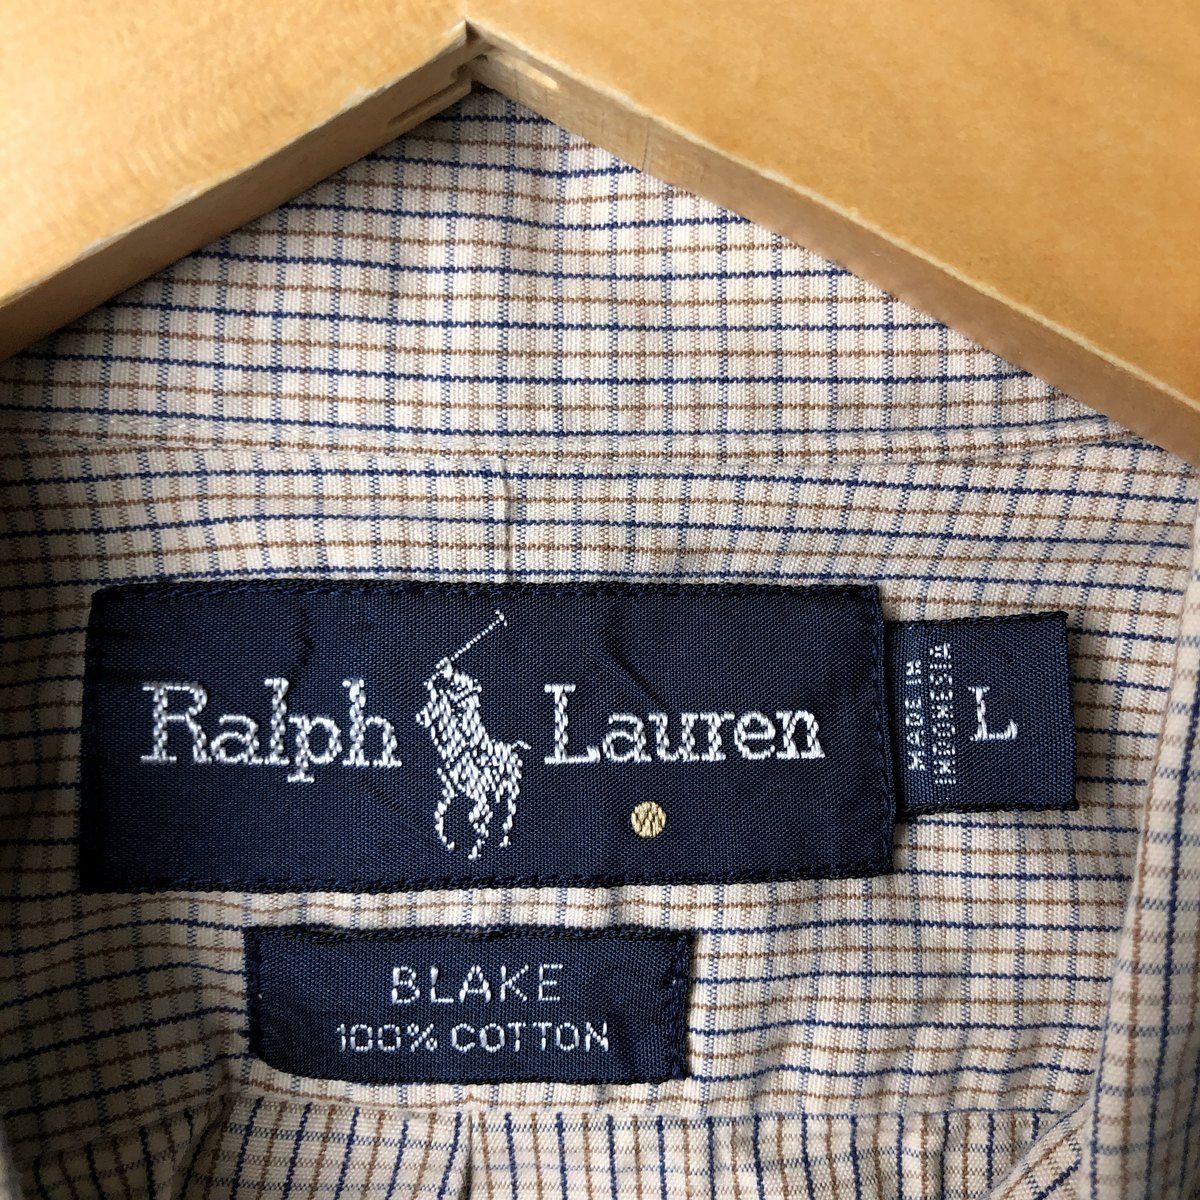 Ralph Lauren
MADE IN
INDONESIA
L
BLAKE
100% COTTON